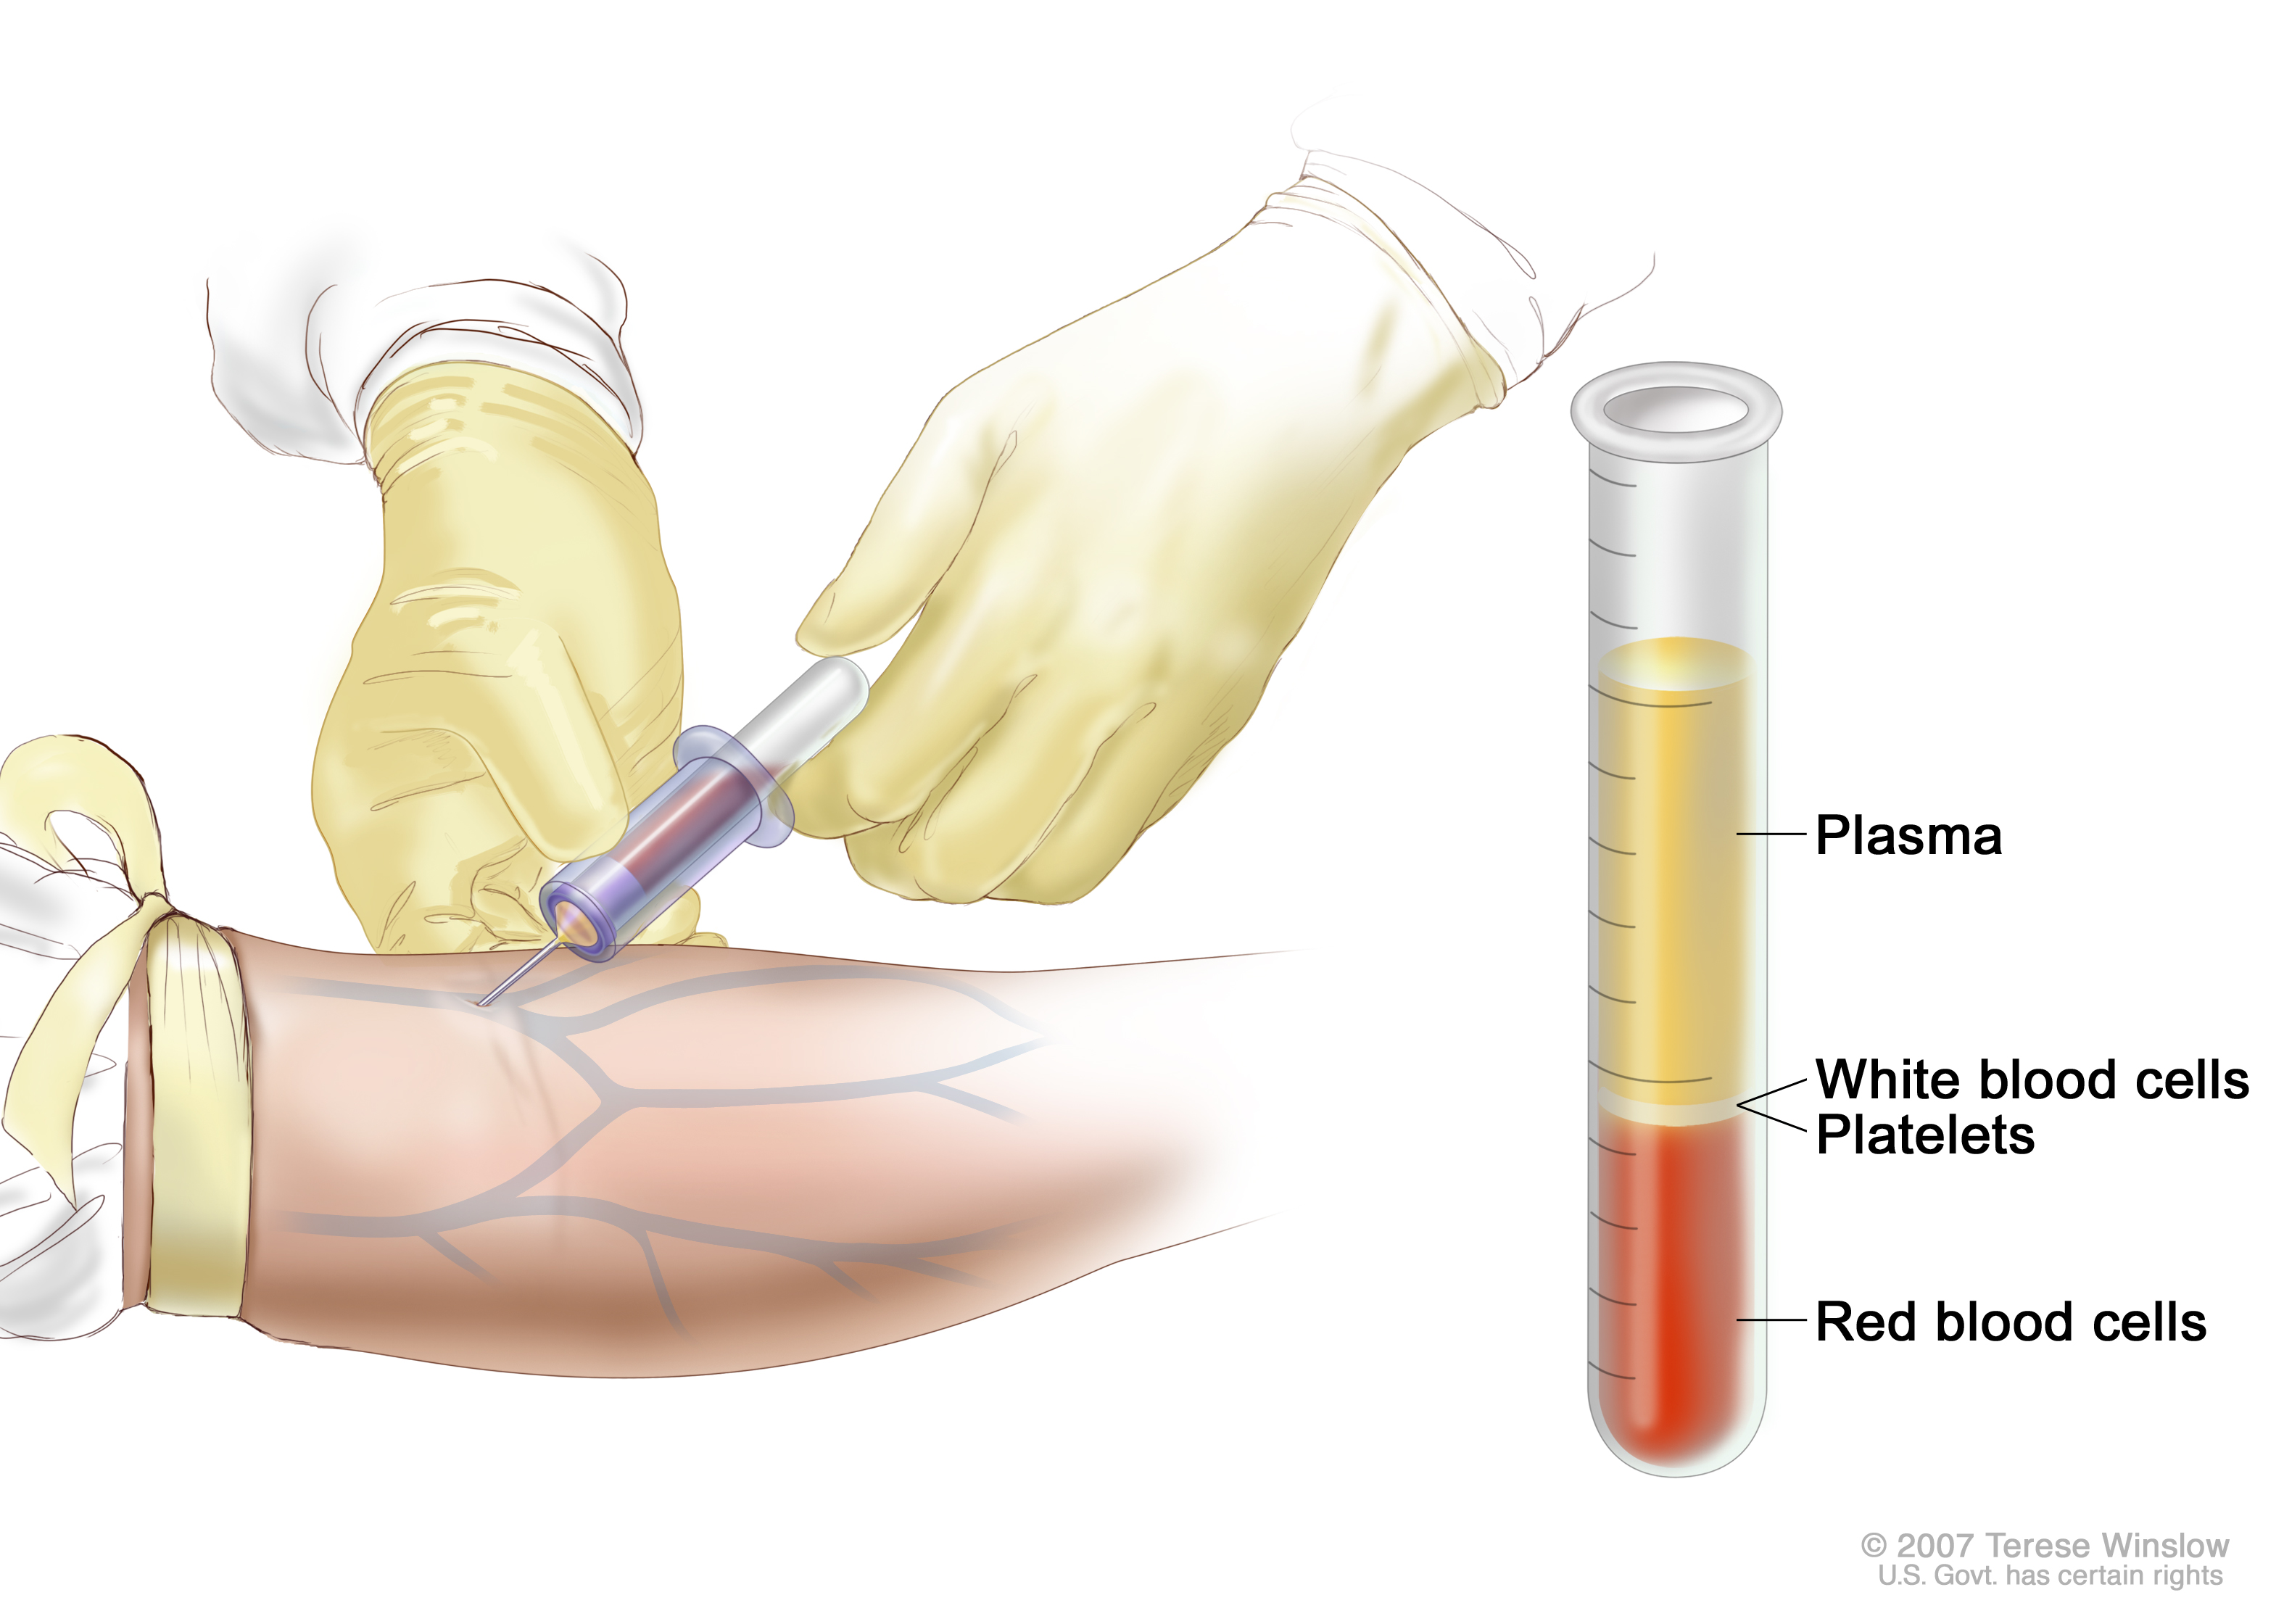 Plasma
White blood cells
Platelets
Red blood cells
© 2007 Terese Winslow
U.S. Govt. has certain rights